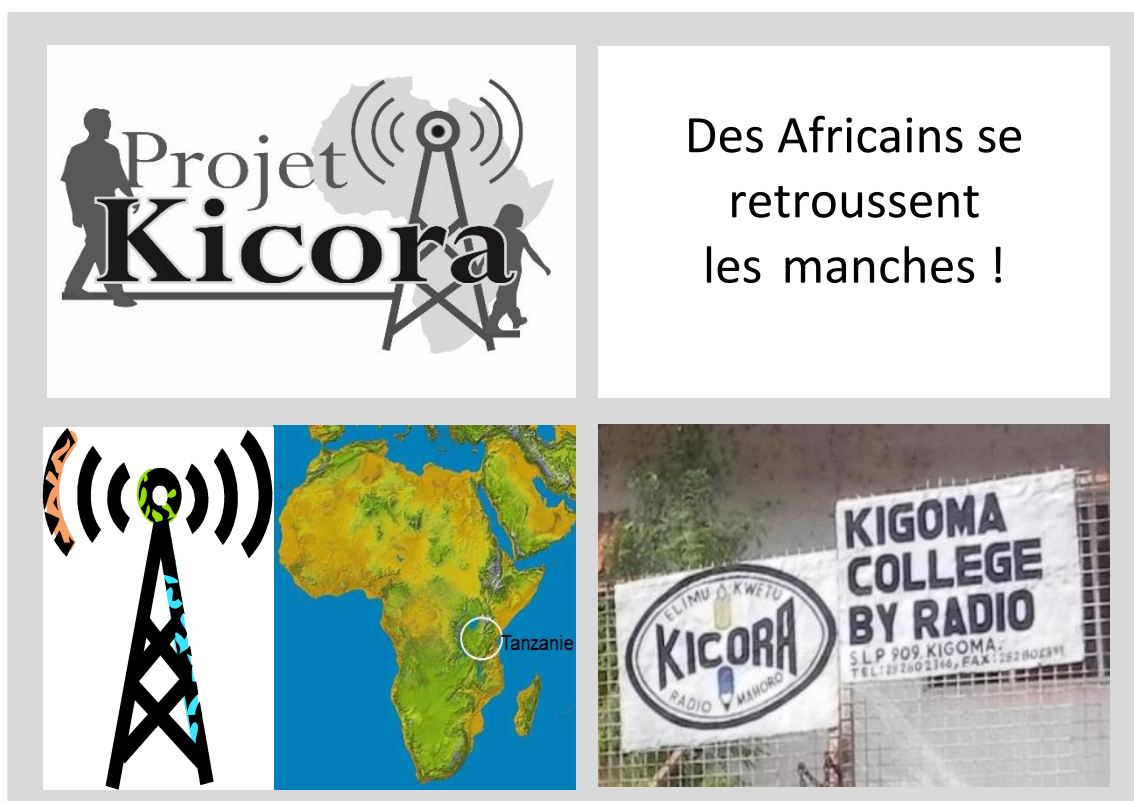 Projet
Kicora
Des Africains se
retroussent
les manches !
Tanzanie
ELIMU KWETU
KICORA
RADIO MAHORO
KIGOMA
COLLEGE
BY RADIO
S.L.P 909, KIGOMA.